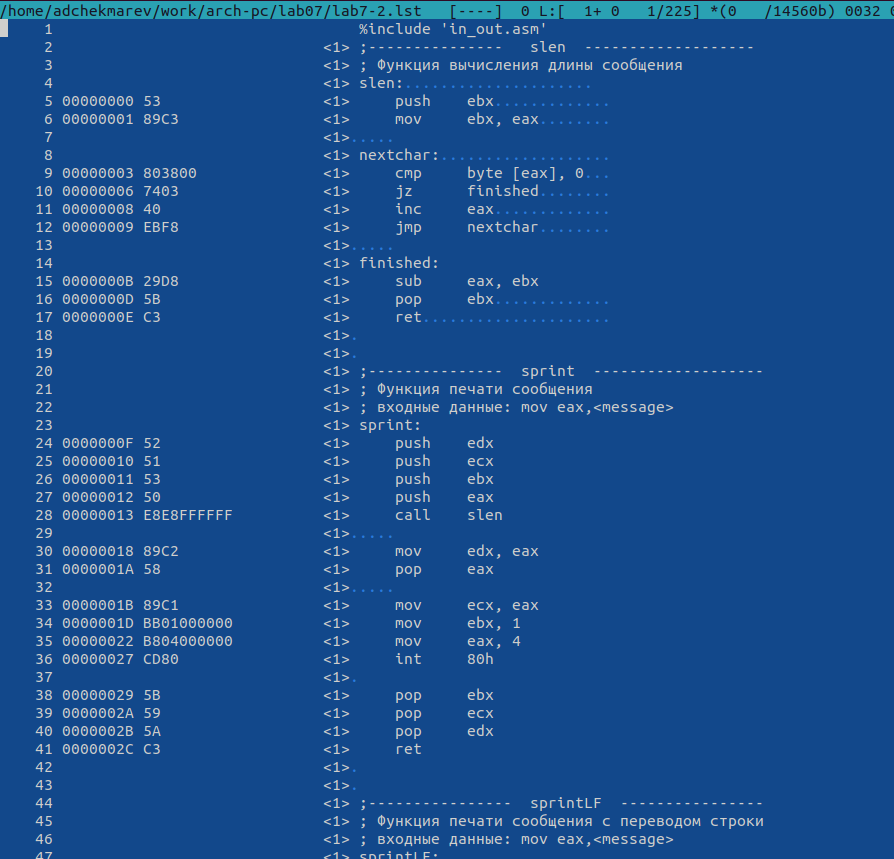 /home/adchekmarev/work/arch-pc/lab07/lab7-2.lst   [----]  0 L:[  1+ 0   1/225] *(0   /14560b) 0032
1                                  %include 'in_out.asm'
2                              <1> ;---------------   slen  -------------------
3                              <1> ; Функция вычисления длины сообщения
4                              <1> slen:.....................
5 00000000 53                  <1>     push    ebx.............
6 00000001 89C3                <1>     mov     ebx, eax........
7                              <1>.....
8                              <1> nextchar:...................
9 00000003 803800              <1>     cmp     byte [eax], 0...
10 00000006 7403                <1>     jz      finished........
11 00000008 40                  <1>     inc     eax.............
12 00000009 EBF8                <1>     jmp     nextchar........
13                              <1>.....
14                              <1> finished:
15 0000000B 29D8                <1>     sub     eax, ebx
16 0000000D 5B                  <1>     pop     ebx.............
17 0000000E C3                  <1>     ret.....................
18                              <1>.
19                              <1>.
20                              <1> ;---------------  sprint  -------------------
21                              <1> ; Функция печати сообщения
22                              <1> ; входные данные: mov eax,<message>
23                              <1> sprint:
24 0000000F 52                  <1>     push    edx
25 00000010 51                  <1>     push    ecx
26 00000011 53                  <1>     push    ebx
27 00000012 50                  <1>     push    eax
28 00000013 E8E8FFFFFF          <1>     call    slen
29                              <1>.....
30 00000018 89C2                <1>     mov     edx, eax
31 0000001A 58                  <1>     pop     eax
32                              <1>.....
33 0000001B 89C1                <1>     mov     ecx, eax
34 0000001D BB01000000          <1>     mov     ebx, 1
35 00000022 B804000000          <1>     mov     eax, 4
36 00000027 CD80                <1>     int     80h
37                              <1>.
38 00000029 5B                  <1>     pop     ebx
39 0000002A 59                  <1>     pop     ecx
40 0000002B 5A                  <1>     pop     edx
41 0000002C C3                  <1>     ret
42                              <1>.
43                              <1>.
44                              <1> ;----------------  sprintLF  ----------------
45                              <1> ; Функция печати сообщения с переводом строки
46                              <1> ; входные данные: mov eax,<message>
47                              <1> sprintLF: